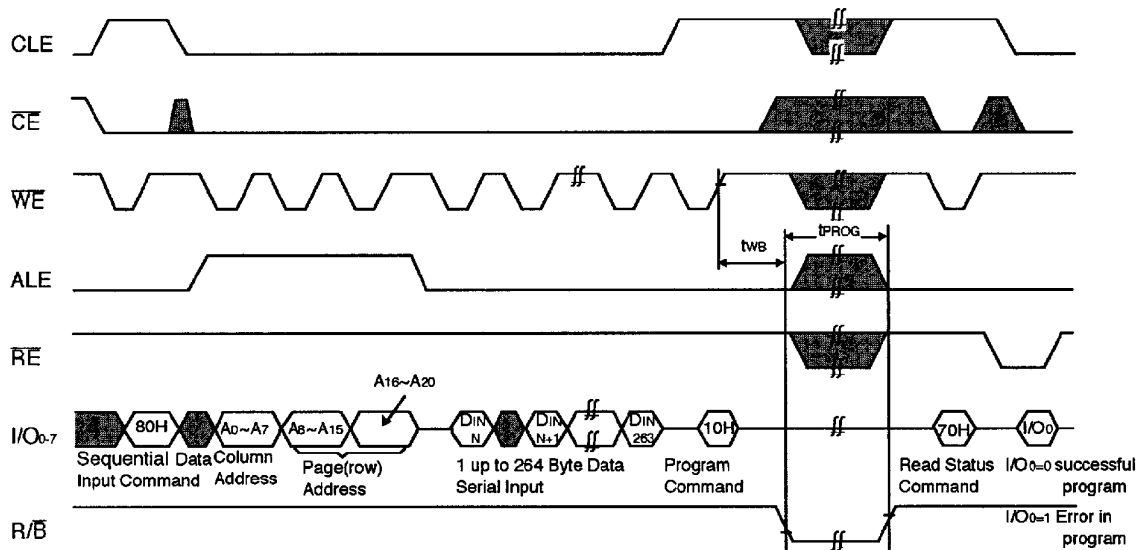 CLE
CE
WE
tWB
tPROG
ALE
RE
A16~A20
I/O0-7
80H
A0~A7
A8~A15
DIN N
DIN N+1
DIN 263
10H
70H
I/O0
Sequential Data
Input Command
Column
Address
Page(row)
Address
1 up to 264 Byte Data
Serial Input
Program
Command
Read Status
Command
I/O0=0 successful
program
I/O0=1 Error in
program
R/B